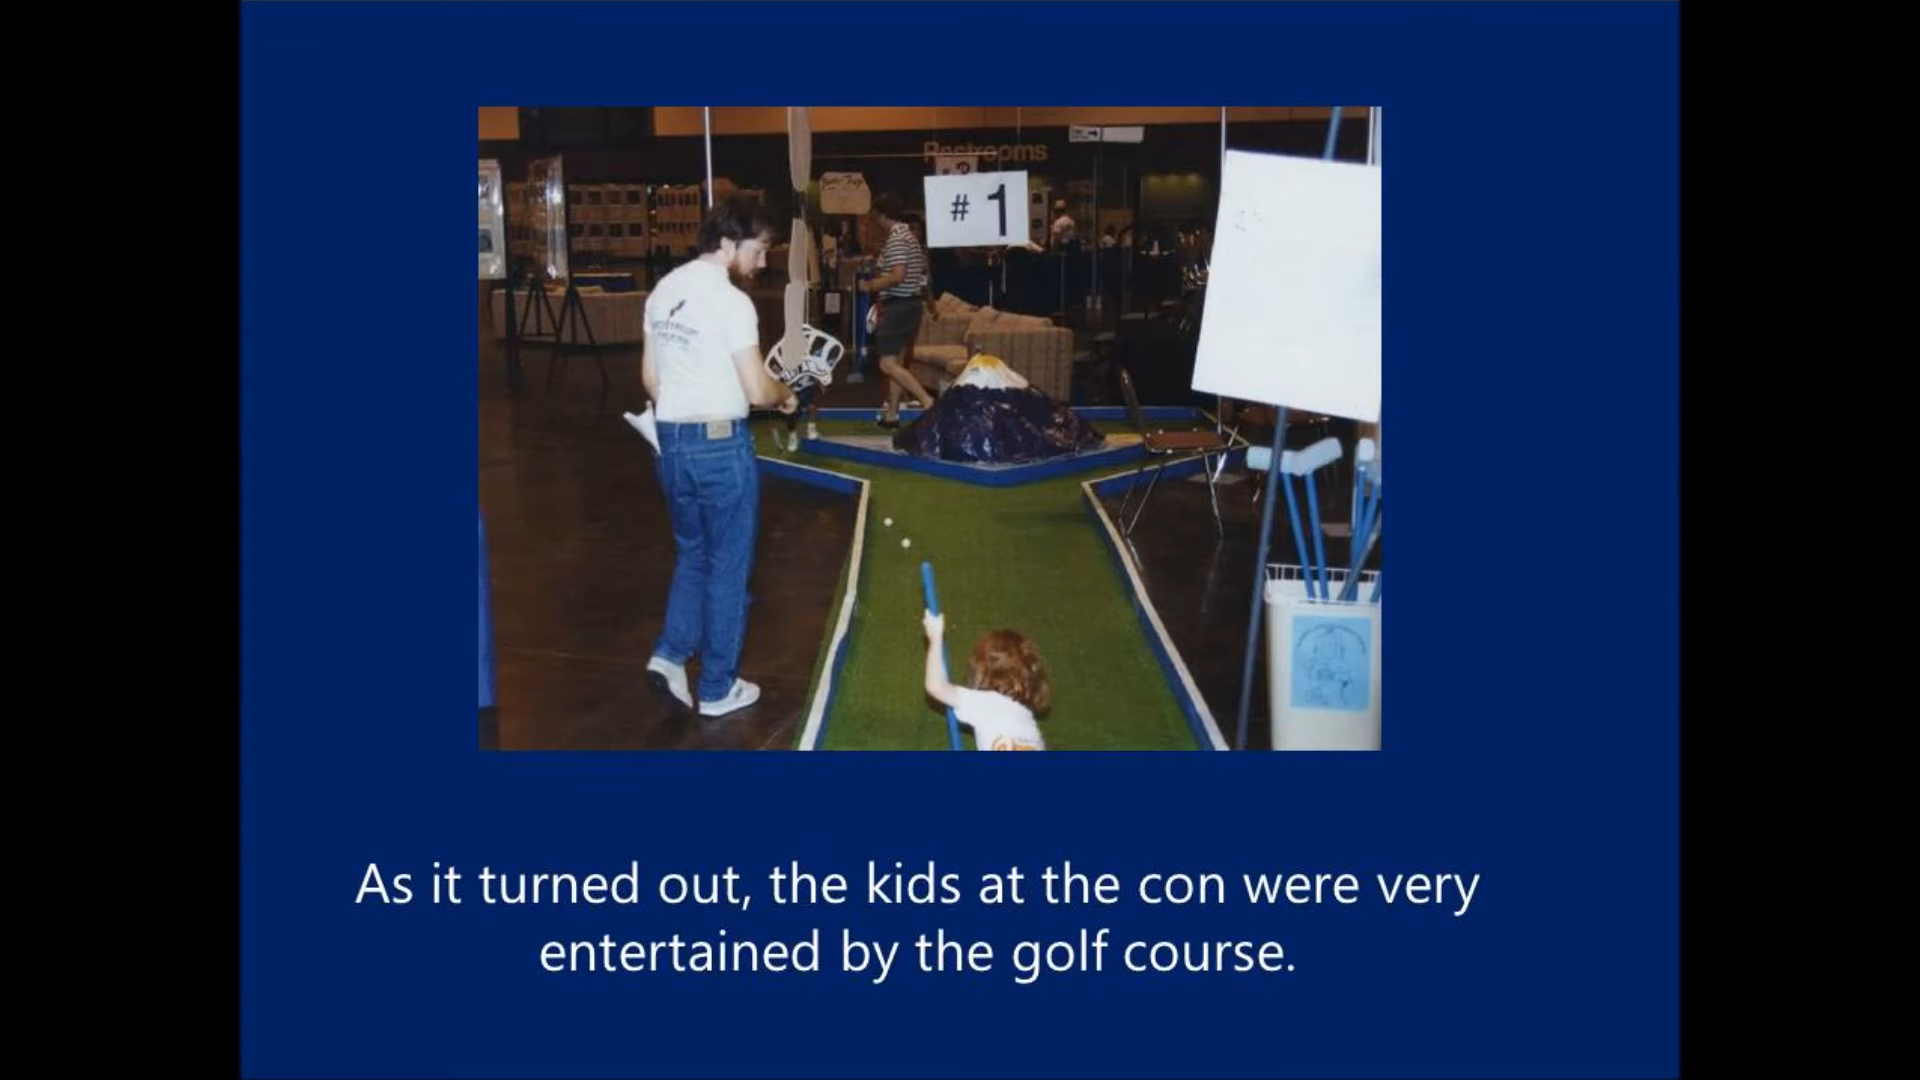 Restrooms
# 1
As it turned out, the kids at the con were very
entertained by the golf course.